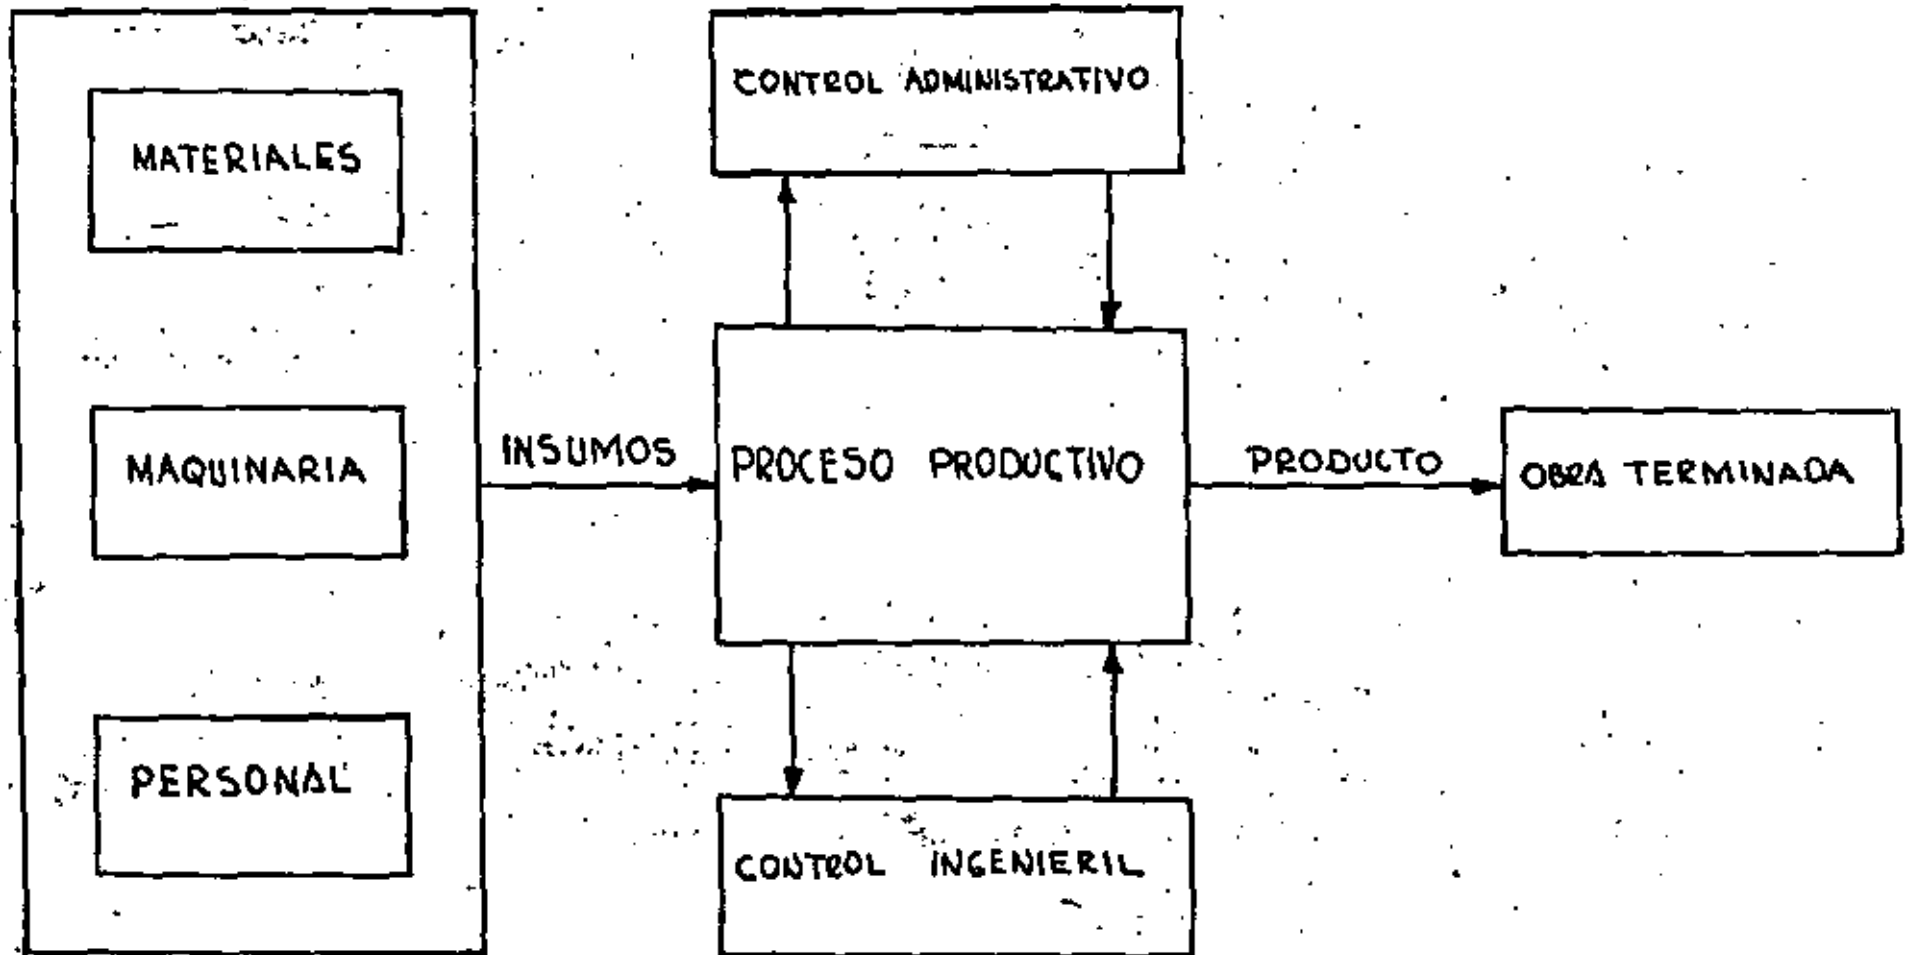 MATERIALES
MAQUINARIA
PERSONAL
INSUMOS
CONTROL ADMINISTRATIVO
PROCESO PRODUCTIVO
CONTROL INGENIERIL
PRODUCTO
OBRA TERMINADA